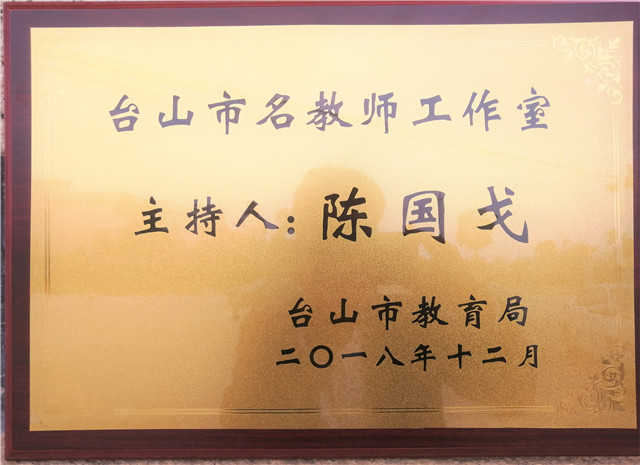 台山市名教师工作室
主持人：陈国戈
台山市教育局
二〇一八年十二月